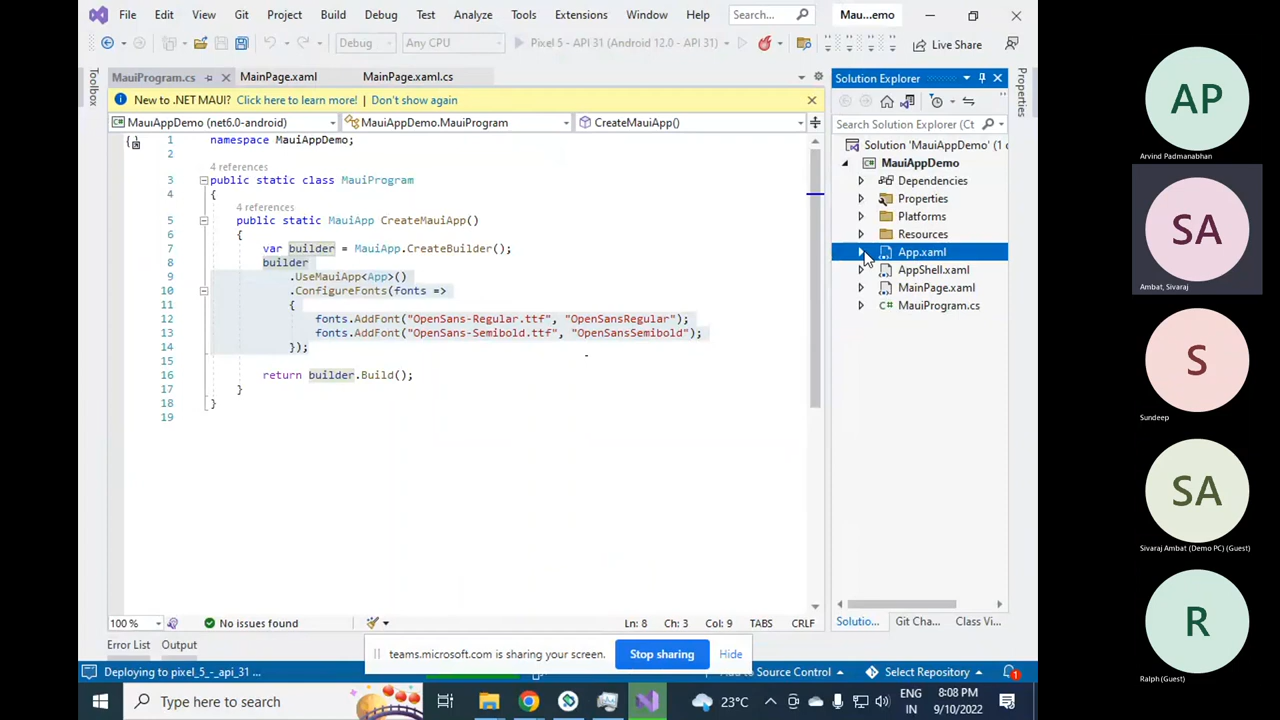 File Edit View Git Project Build Debug Test Analyze Tools Extensions Window Help Search... Mau...emo
Debug Any CPU Pixel 5 - API 31 (Android 12.0 - API 31) Live Share
MauiProgram.cs MainPage.xaml MainPage.xaml.cs
New to .NET MAUI? Click here to learn more! Don't show again
MauiAppDemo (net6.0-android) MauiAppDemo.MauiProgram CreateMauiApp()
Toolbox
1 namespace MauiAppDemo;
2
4 references
3 public static class MauiProgram
4 {
4 references
5 public static MauiApp CreateMauiApp()
6 {
7 var builder = MauiApp.CreateBuilder();
8 builder
9 .UseMauiApp<App>()
10 .ConfigureFonts(fonts =>
11 {
12 fonts.AddFont("OpenSans-Regular.ttf", "OpenSansRegular");
13 fonts.AddFont("OpenSans-Semibold.ttf", "OpenSansSemibold");
14 });
15
16 return builder.Build();
17 }
18 }
19
100 % No issues found Ln: 8 Ch: 3 Col: 9 TABS CRLF
Error List Output
Solution Explorer
Search Solution Explorer (Ct
Solution 'MauiAppDemo' (1 o
MauiAppDemo
Dependencies
Properties
Platforms
Resources
App.xaml
AppShell.xaml
MainPage.xaml
MauiProgram.cs
Solutio... Git Cha... Class Vi...
Properties
teams.microsoft.com is sharing your screen. Stop sharing Hide
Deploying to pixel_5_-_api_31 ... Add to Source Control Select Repository 1
Type here to search 23°C ENG IN 8:08 PM 9/10/2022
AP
Arvind Padmanabhan
SA
Ambat, Sivaraj
S
Sundeep
SA
Sivaraj Ambat (Demo PC) (Guest)
R
Ralph (Guest)